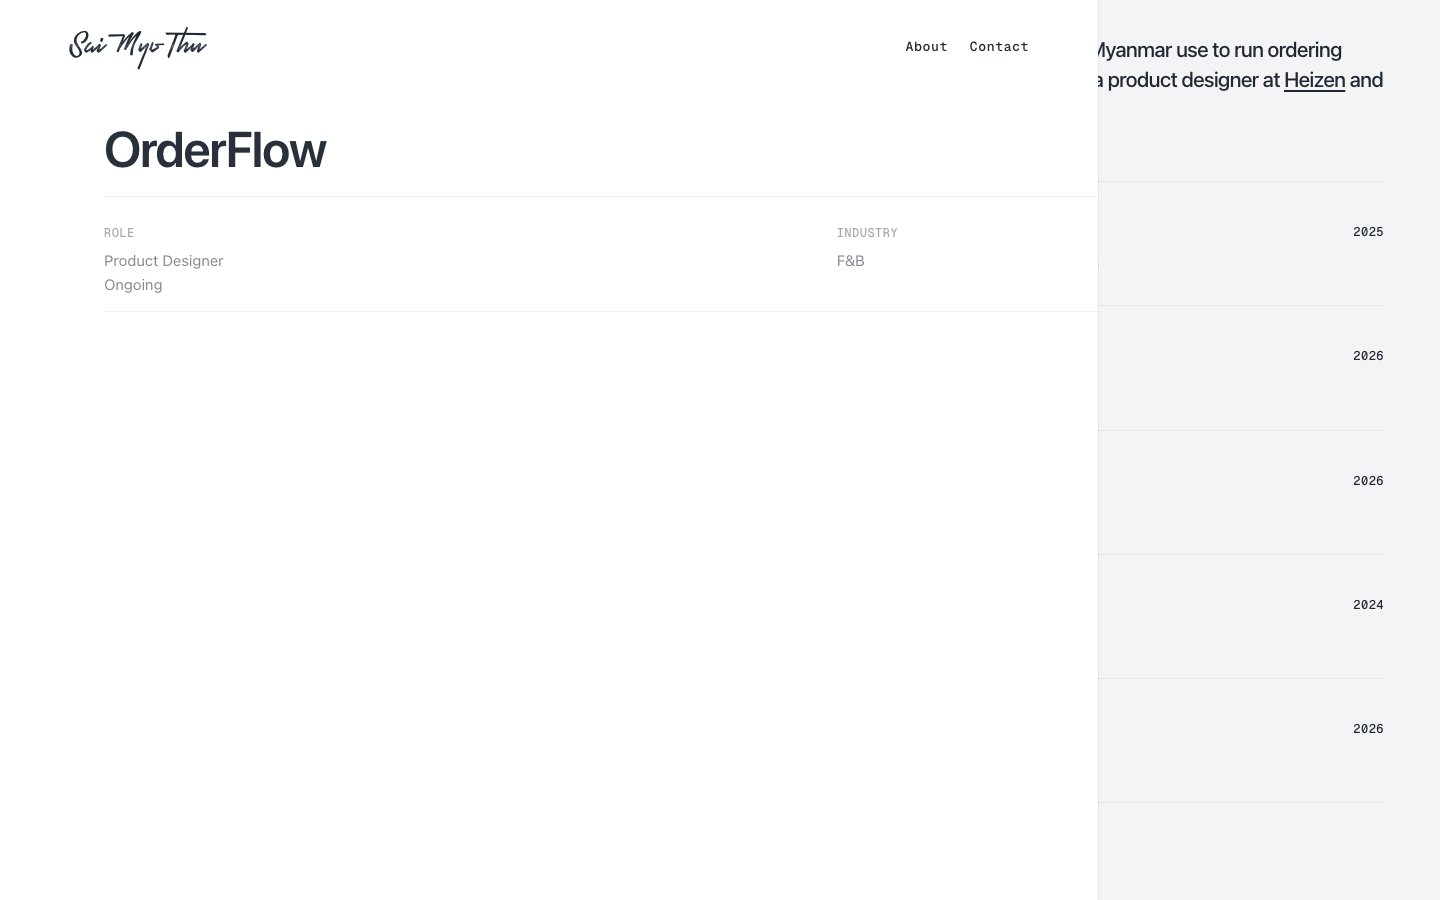 Sai Myo Thu
About Contact
OrderFlow
ROLE
Product Designer
Ongoing
INDUSTRY
F&B
Myanmar use to run ordering
a product designer at Heizen and
2025
2026
2026
2024
2026